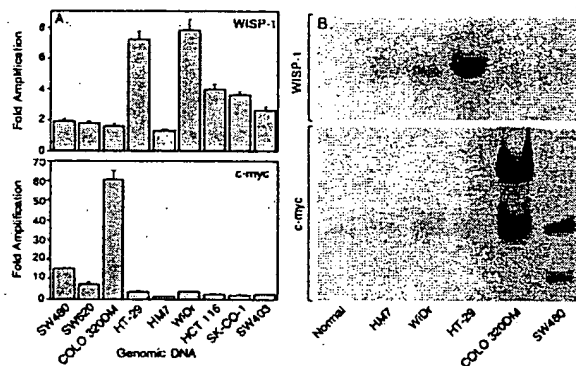 A
WISP-1
Fold Amplification
8
6
4
2
0
c-myc
Fold Amplification
70
60
50
40
30
20
10
0
SW480
SW620
COLO 320DM
HT-29
HM7
WiDr
HCT 116
SK-CO-1
SW403
Genomic DNA
B
WISP-1
c-myc
Normal
HM7
WiDr
HT-29
COLO 320DM
SW480